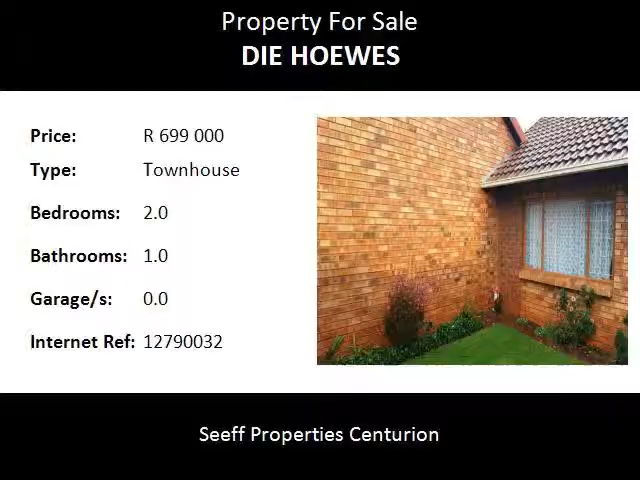 Property For Sale
DIE HOEWES
Price: R 699 000
Type: Townhouse
Bedrooms: 2.0
Bathrooms: 1.0
Garage/s: 0.0
Internet Ref: 12790032
Seeff Properties Centurion